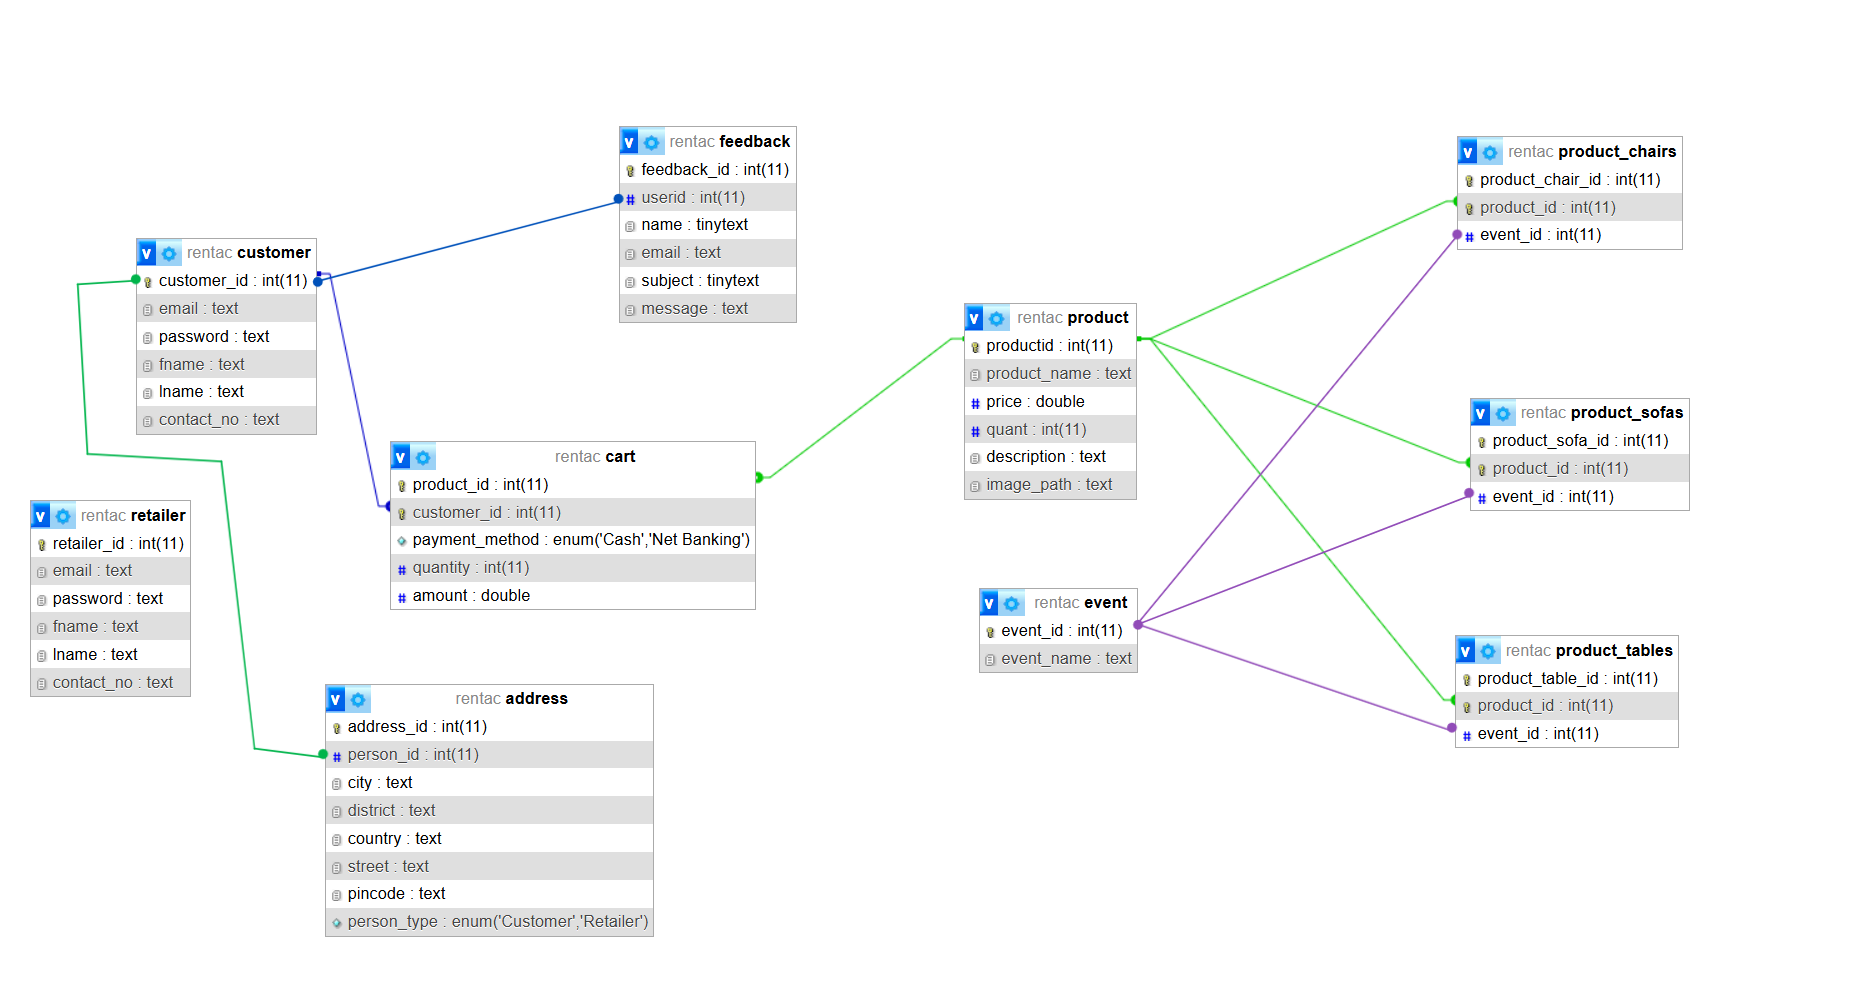 v rentac feedback
feedback_id : int(11)
# userid : int(11)
name : tinytext
email : text
subject : tinytext
message : text
v rentac product_chairs
product_chair_id : int(11)
product_id : int(11)
# event_id : int(11)
v rentac customer
customer_id : int(11)
email : text
password : text
fname : text
lname : text
contact_no : text
v rentac product
productid : int(11)
product_name : text
# price : double
# quant : int(11)
description : text
image_path : text
v rentac product_sofas
product_sofa_id : int(11)
product_id : int(11)
# event_id : int(11)
v rentac cart
product_id : int(11)
customer_id : int(11)
payment_method : enum('Cash','Net Banking')
# quantity : int(11)
# amount : double
v rentac retailer
retailer_id : int(11)
email : text
password : text
fname : text
lname : text
contact_no : text
v rentac event
event_id : int(11)
event_name : text
v rentac product_tables
product_table_id : int(11)
product_id : int(11)
# event_id : int(11)
v rentac address
address_id : int(11)
# person_id : int(11)
city : text
district : text
country : text
street : text
pincode : text
person_type : enum('Customer','Retailer')